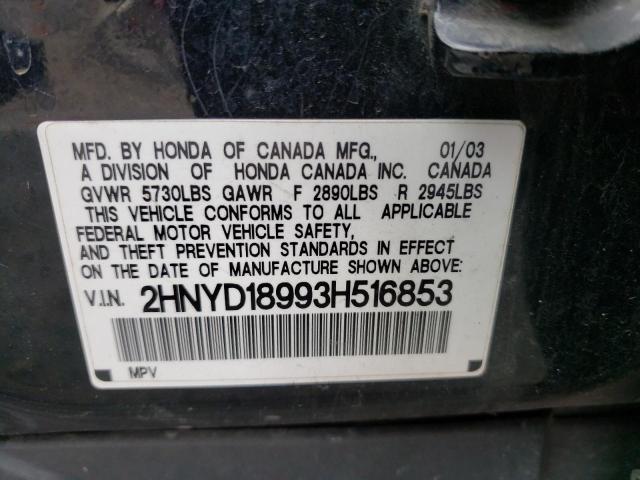 MFD. BY HONDA OF CANADA MFG., 01/03
A DIVISION OF HONDA CANADA INC. CANADA
GVWR 5730LBS GAWR F 2890LBS R 2945LBS
THIS VEHICLE CONFORMS TO ALL APPLICABLE
FEDERAL MOTOR VEHICLE SAFETY,
AND THEFT PREVENTION STANDARDS IN EFFECT
ON THE DATE OF MANUFACTURE SHOWN ABOVE:
V.I.N. 2HNYD18993H516853
MPV